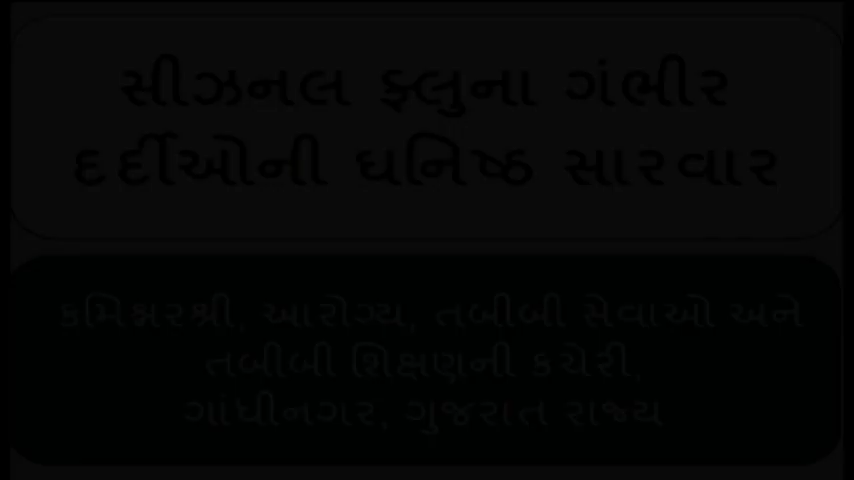 સીઝનલ ફ્લુના ગંભીર
દર્દીઓની ઘનિષ્ઠ સારવાર
કમિશ્નરશ્રી, આરોગ્ય, તબીબી સેવાઓ અને
તબીબી શિક્ષણની કચેરી,
ગાંધીનગર, ગુજરાત રાજ્ય